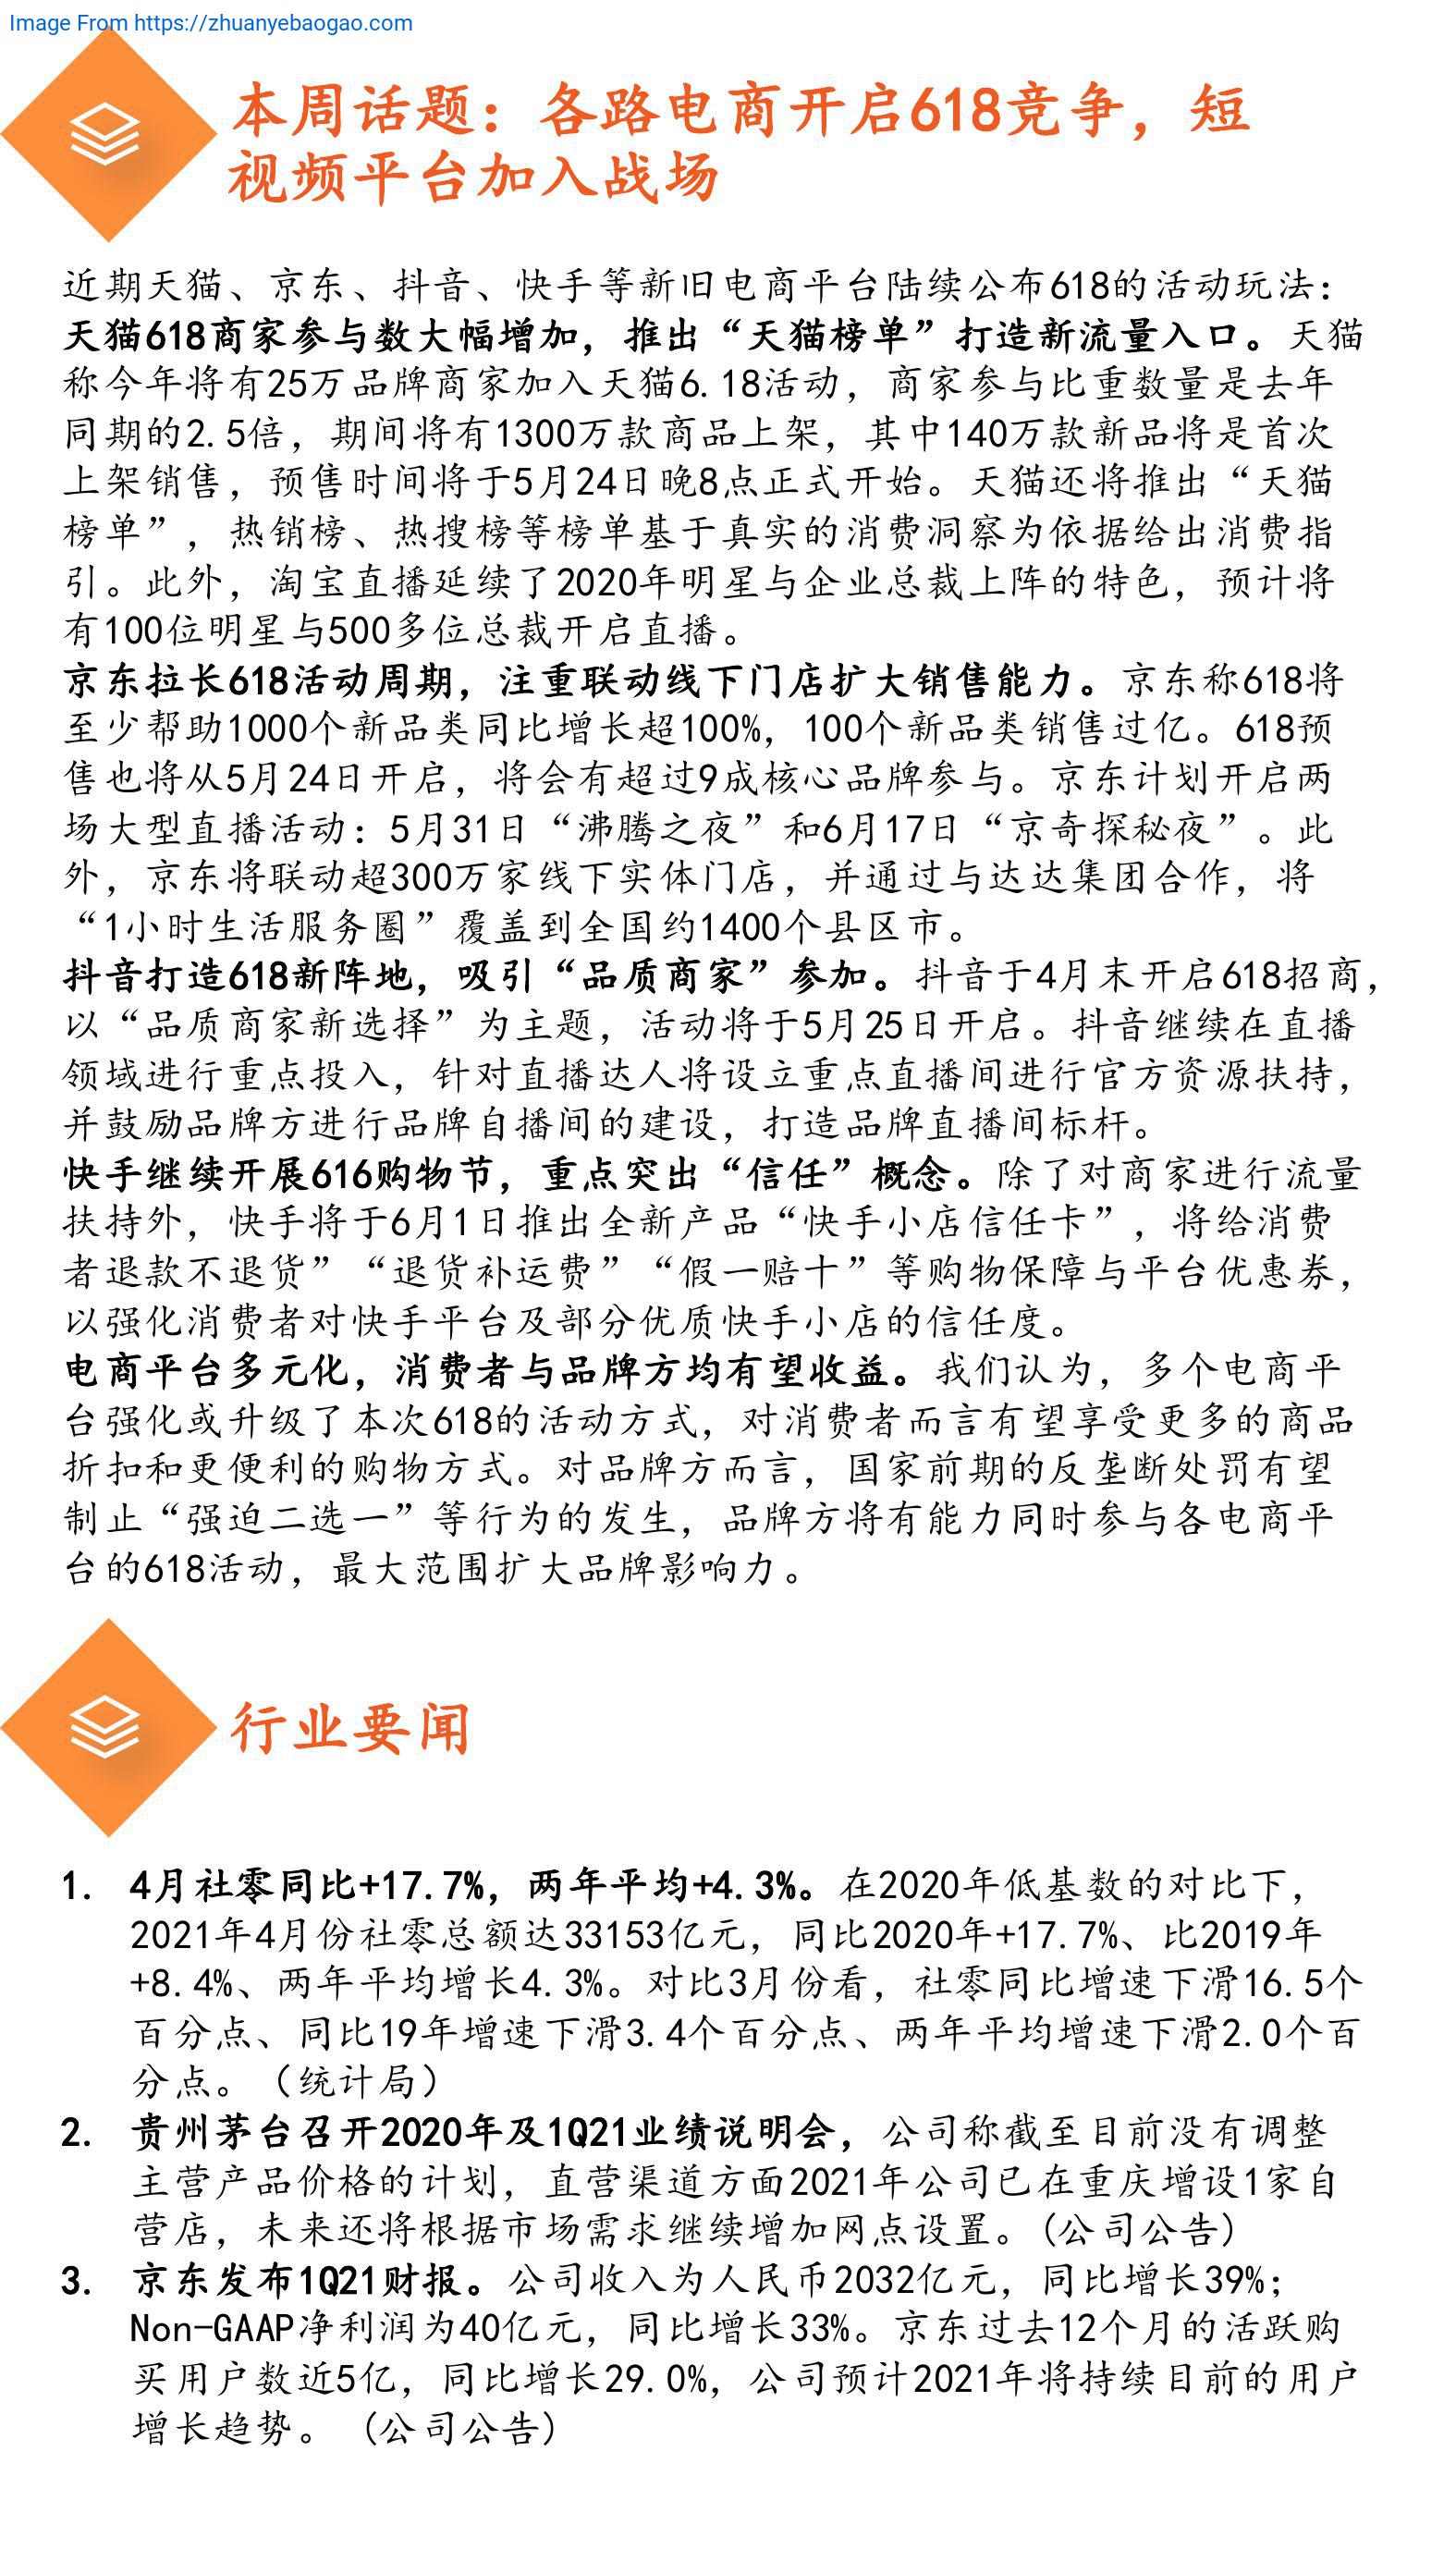 Image From https://zhuanyebaogao.com
本周话题：各路电商开启618竞争，短
视频平台加入战场
近期天猫、京东、抖音、快手等新旧电商平台陆续公布618的活动玩法：
天猫618商家参与数大幅增加，推出“天猫榜单”打造新流量入口。天猫
称今年将有25万品牌商家加入天猫6.18活动，商家参与比重数量是去年
同期的2.5倍，期间将有1300万款商品上架，其中140万款新品将是首次
上架销售，预售时间将于5月24日晚8点正式开始。天猫还将推出“天猫
榜单”，热销榜、热搜榜等榜单基于真实的消费洞察为依据给出消费指
引。此外，淘宝直播延续了2020年明星与企业总裁上阵的特色，预计将
有100位明星与500多位总裁开启直播。
京东拉长618活动周期，注重联动线下门店扩大销售能力。京东称618将
至少帮助1000个新品类同比增长超100%，100个新品类销售过亿。618预
售也将从5月24日开启，将会有超过9成核心品牌参与。京东计划开启两
场大型直播活动：5月31日“沸腾之夜”和6月17日“京奇探秘夜”。此
外，京东将联动超300万家线下实体门店，并通过与达达集团合作，将
“1小时生活服务圈”覆盖到全国约1400个县区市。
抖音打造618新阵地，吸引“品质商家”参加。抖音于4月末开启618招商，
以“品质商家新选择”为主题，活动将于5月25日开启。抖音继续在直播
领域进行重点投入，针对直播达人将设立重点直播间进行官方资源扶持，
并鼓励品牌方进行品牌自播间的建设，打造品牌直播间标杆。
快手继续开展616购物节，重点突出“信任”概念。除了对商家进行流量
扶持外，快手将于6月1日推出全新产品“快手小店信任卡”，将给消费
者退款不退货”“退货补运费”“假一赔十”等购物保障与平台优惠券，
以强化消费者对快手平台及部分优质快手小店的信任度。
电商平台多元化，消费者与品牌方均有望收益。我们认为，多个电商平
台强化或升级了本次618的活动方式，对消费者而言有望享受更多的商品
折扣和更便利的购物方式。对品牌方而言，国家前期的反垄断处罚有望
制止“强迫二选一”等行为的发生，品牌方将有能力同时参与各电商平
台的618活动，最大范围扩大品牌影响力。
行业要闻
1. 4月社零同比+17.7%，两年平均+4.3%。在2020年低基数的对比下，
2021年4月份社零总额达33153亿元，同比2020年+17.7%、比2019年
+8.4%、两年平均增长4.3%。对比3月份看，社零同比增速下滑16.5个
百分点、同比19年增速下滑3.4个百分点、两年平均增速下滑2.0个百
分点。（统计局）
2. 贵州茅台召开2020年及1Q21业绩说明会，公司称截至目前没有调整
主营产品价格的计划，直营渠道方面2021年公司已在重庆增设1家自
营店，未来还将根据市场需求继续增加网点设置。(公司公告)
3. 京东发布1Q21财报。公司收入为人民币2032亿元，同比增长39%；
Non-GAAP净利润为40亿元，同比增长33%。京东过去12个月的活跃购
买用户数近5亿，同比增长29.0%，公司预计2021年将持续目前的用户
增长趋势。 (公司公告)